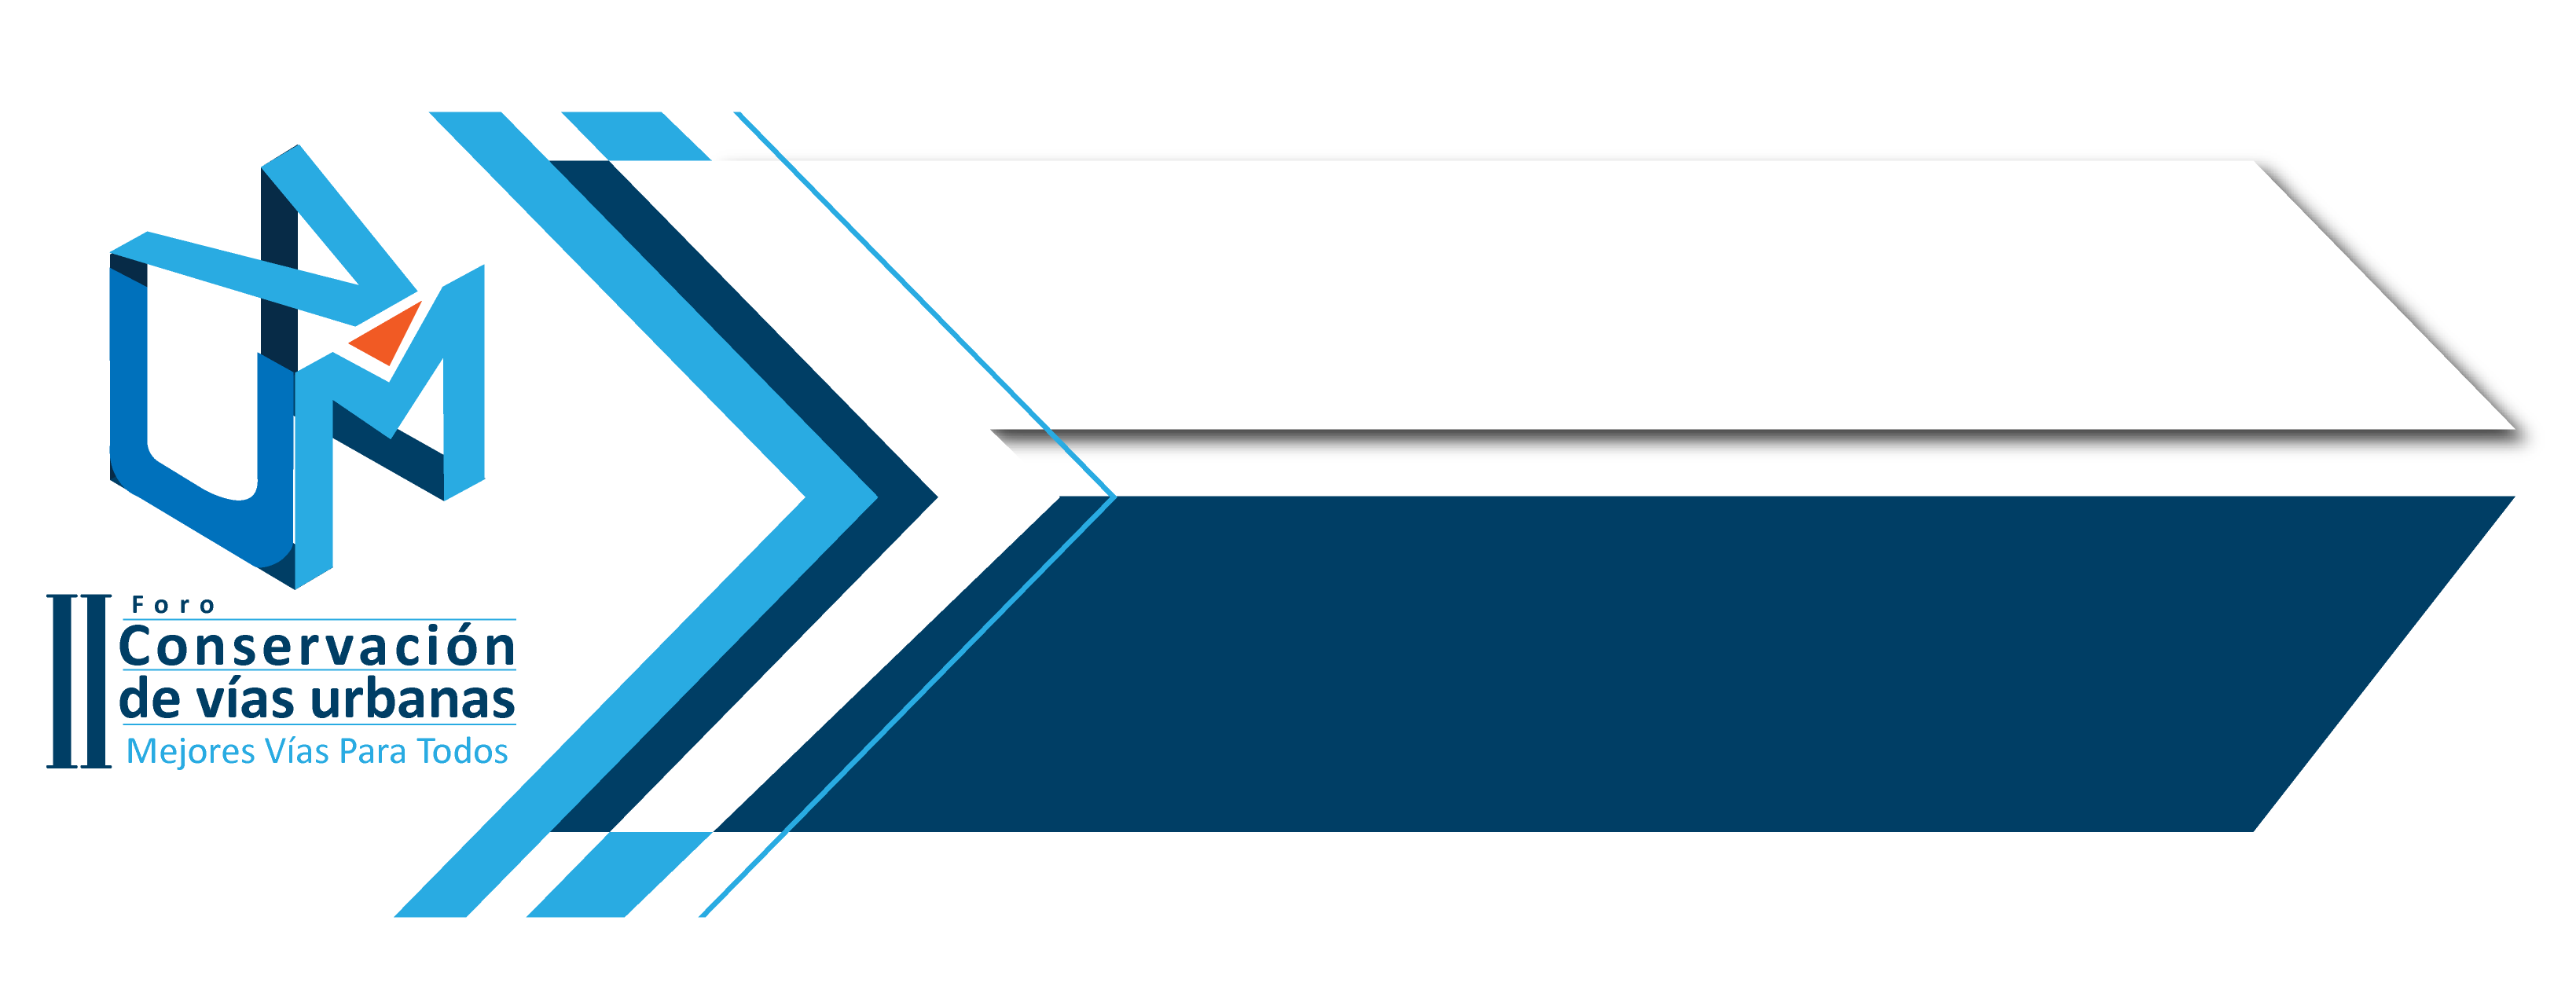 II
Foro
Conservación
de vías urbanas
Mejores Vías Para Todos